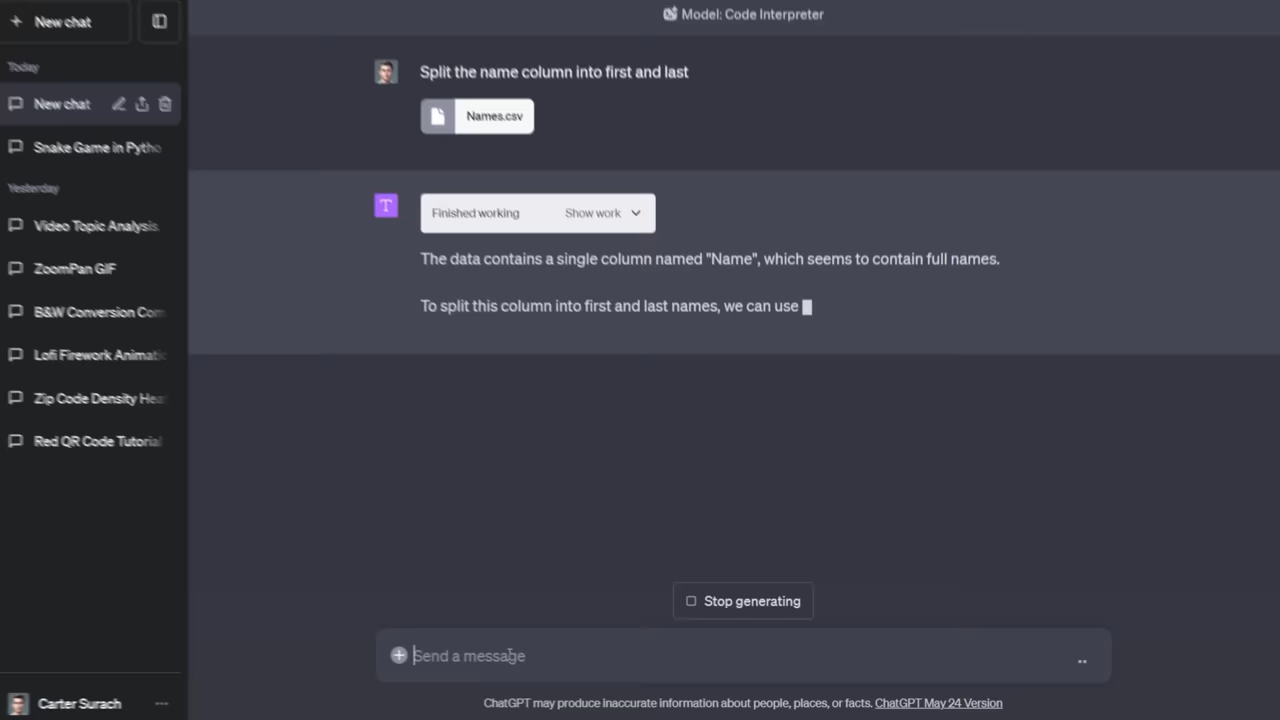 New chat
Today
New chat
Snake Game in Pytho
Yesterday
Video Topic Analysis.
ZoomPan GIF
B&W Conversion Com
Lofi Firework Animati
Zip Code Density Hea
Red QR Code Tutorial
Carter Surach
Model: Code Interpreter
Split the name column into first and last
Names.csv
T
Finished working Show work
The data contains a single column named "Name", which seems to contain full names.
To split this column into first and last names, we can use
Stop generating
Send a message
ChatGPT may produce inaccurate information about people, places, or facts. ChatGPT May 24 Version